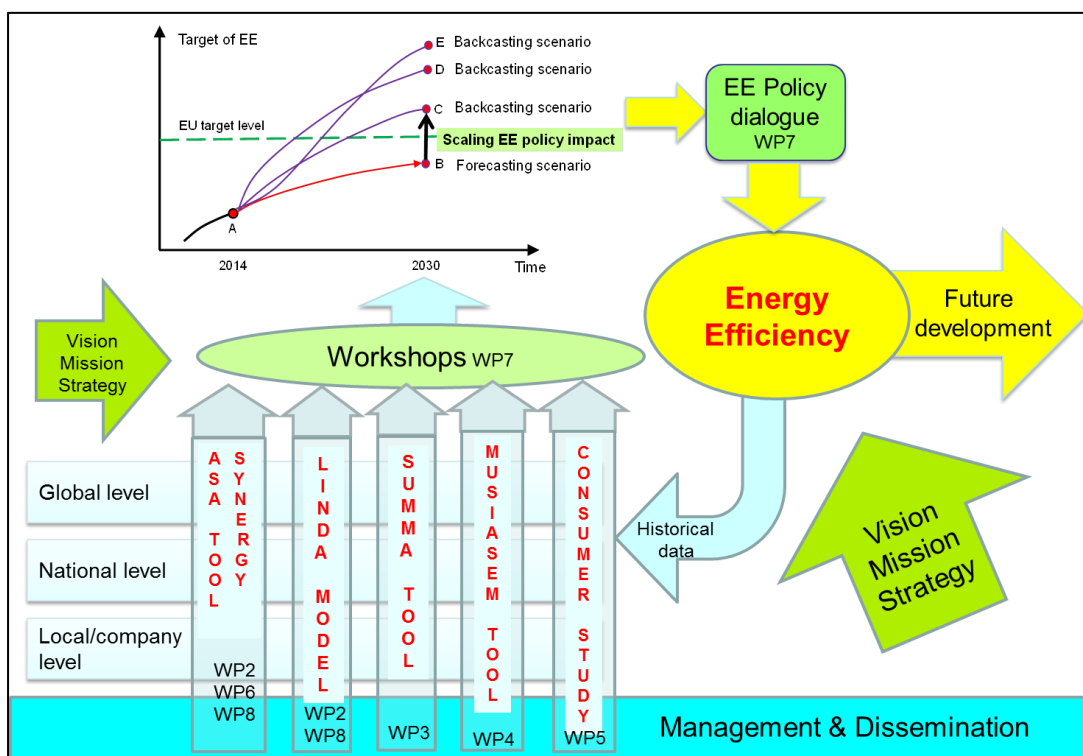 Target of EE
E Backcasting scenario
D Backcasting scenario
C Backcasting scenario
EU target level
Scaling EE policy impact
B Forecasting scenario
A
2014
2030
Time
EE Policy
dialogue
WP7
Energy
Efficiency
Future
development
Vision
Mission
Strategy
Workshops WP7
Global level
National level
Local/company
level
ASA TOOL
SYNERGY
WP2
WP6
WP8
LINDA MODEL
WP2
WP8
SUMMA TOOL
WP3
MUSIASEM TOOL
WP4
CONSUMER STUDY
WP5
Historical
data
Vision
Mission
Strategy
Management & Dissemination